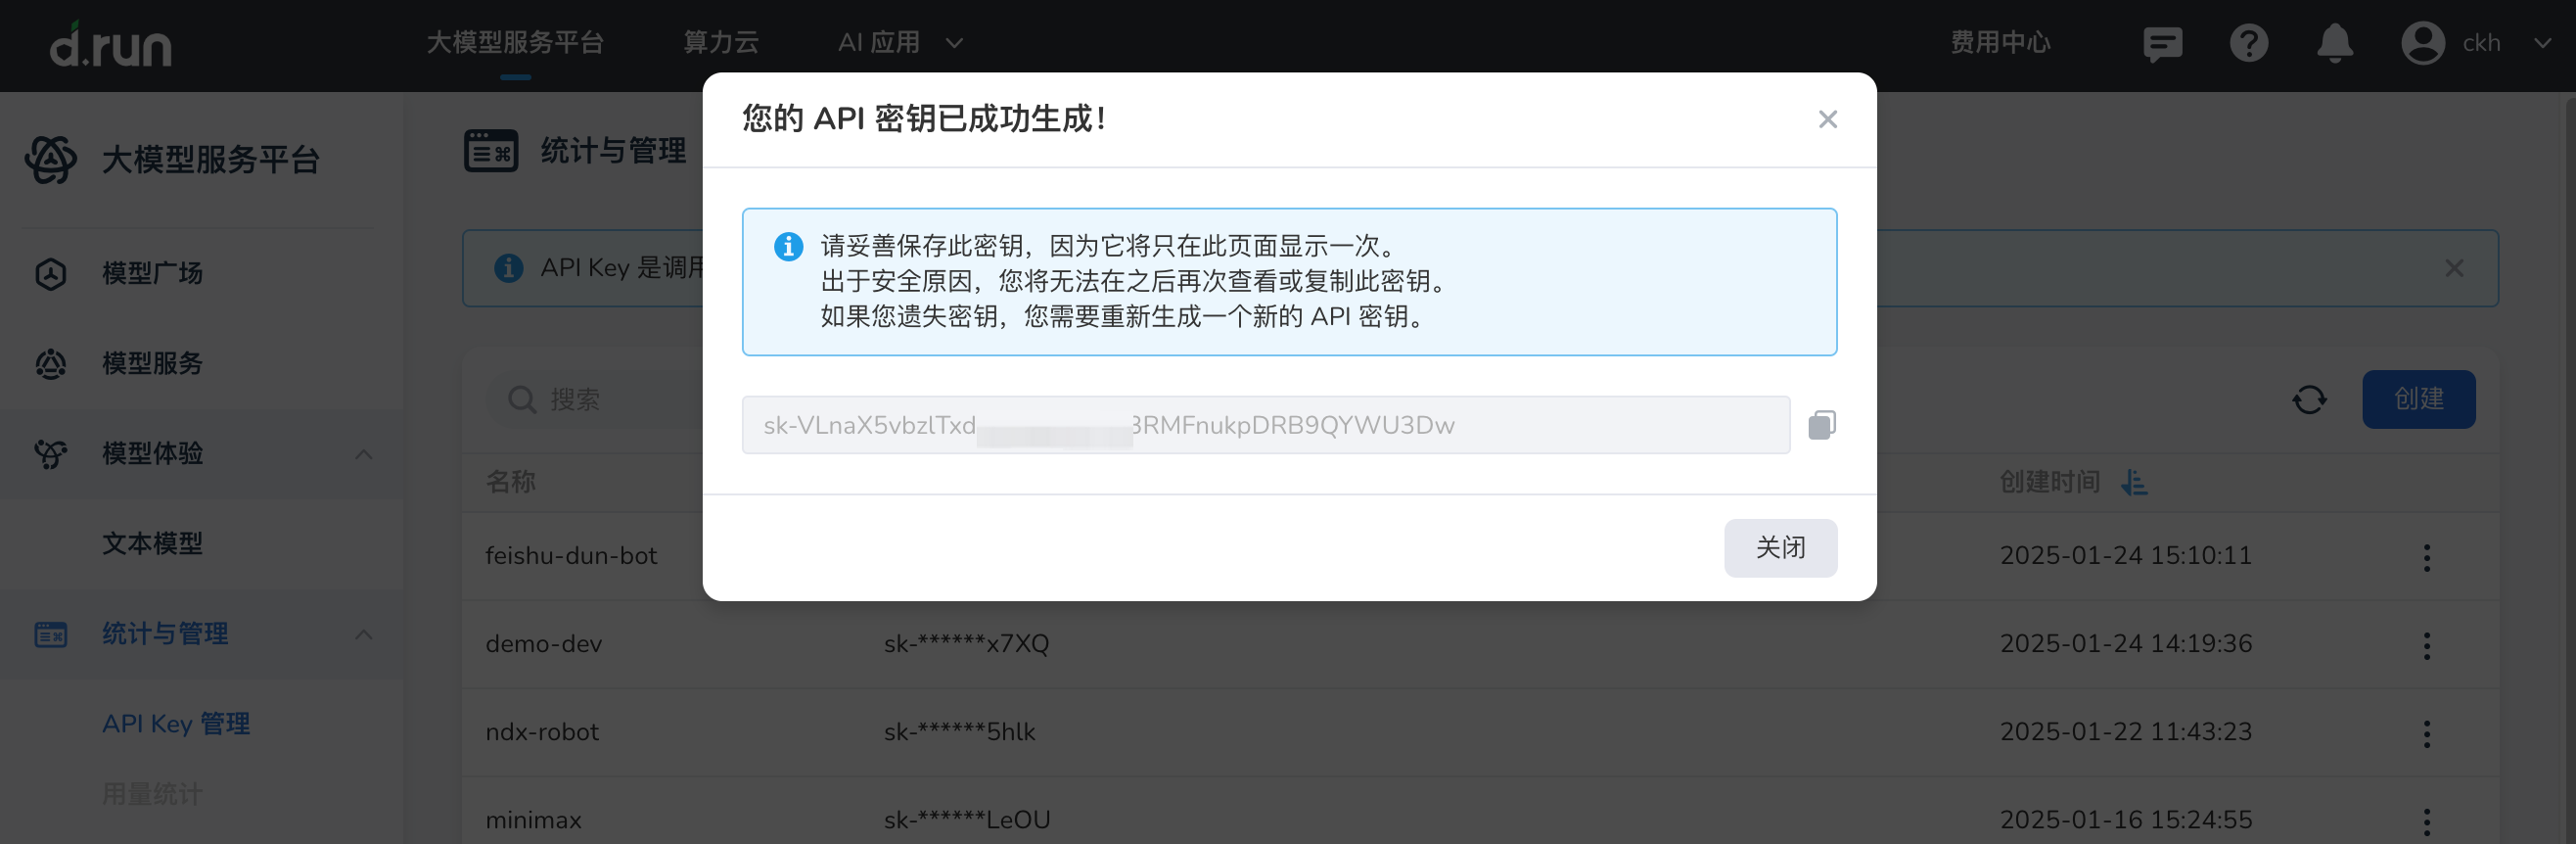 d.run
大模型服务平台
算力云
AI 应用
费用中心
ckh
大模型服务平台
模型广场
模型服务
模型体验
文本模型
统计与管理
API Key 管理
用量统计
统计与管理
API Key 是调用
搜索
创建
名称
创建时间
feishu-dun-bot
2025-01-24 15:10:11
demo-dev
sk-******x7XQ
2025-01-24 14:19:36
ndx-robot
sk-******5hlk
2025-01-22 11:43:23
minimax
sk-******LeOU
2025-01-16 15:24:55
您的 API 密钥已成功生成！
请妥善保存此密钥，因为它将只在此页面显示一次。
出于安全原因，您将无法在之后再次查看或复制此密钥。
如果您遗失密钥，您需要重新生成一个新的 API 密钥。
sk-VLnaX5vbzlTxd 3RMFnukpDRB9QYWU3Dw
关闭